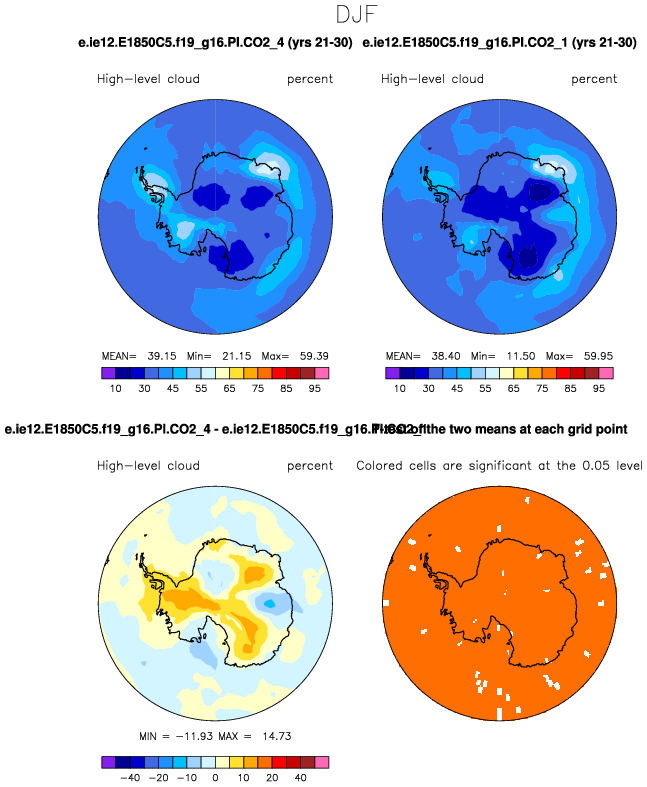 DJF
e.ie12.E1850C5.f19_g16.PI.CO2_4 (yrs 21-30)
e.ie12.E1850C5.f19_g16.PI.CO2_1 (yrs 21-30)
High-level cloud percent
High-level cloud percent
MEAN= 39.15 Min= 21.15 Max= 59.39
MEAN= 38.40 Min= 11.50 Max= 59.95
10 30 45 55 65 75 85 95
10 30 45 55 65 75 85 95
e.ie12.E1850C5.f19_g16.PI.CO2_4 - e.ie12.E1850C5.f19_g16.PI.CO2_1
of the two means at each grid point
High-level cloud percent
Colored cells are significant at the 0.05 level
MIN = -11.93 MAX = 14.73
-40 -20 -10 0 10 20 40